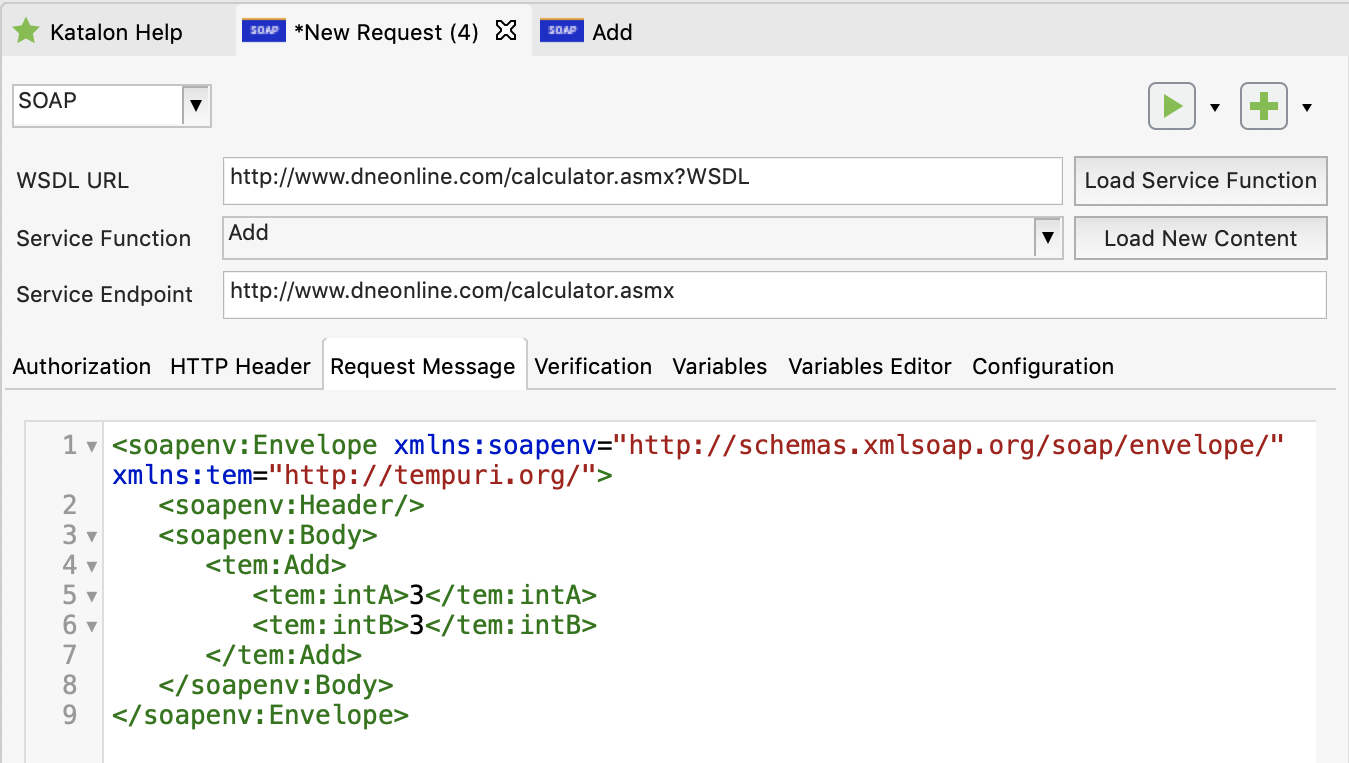 Katalon Help
SOAP *New Request (4)
SOAP Add
SOAP
WSDL URL http://www.dneonline.com/calculator.asmx?WSDL Load Service Function
Service Function Add Load New Content
Service Endpoint http://www.dneonline.com/calculator.asmx
Authorization HTTP Header Request Message Verification Variables Variables Editor Configuration
1 <soapenv:Envelope xmlns:soapenv="http://schemas.xmlsoap.org/soap/envelope/"
xmlns:tem="http://tempuri.org/">
2 <soapenv:Header/>
3 <soapenv:Body>
4 <tem:Add>
5 <tem:intA>3</tem:intA>
6 <tem:intB>3</tem:intB>
7 </tem:Add>
8 </soapenv:Body>
9 </soapenv:Envelope>